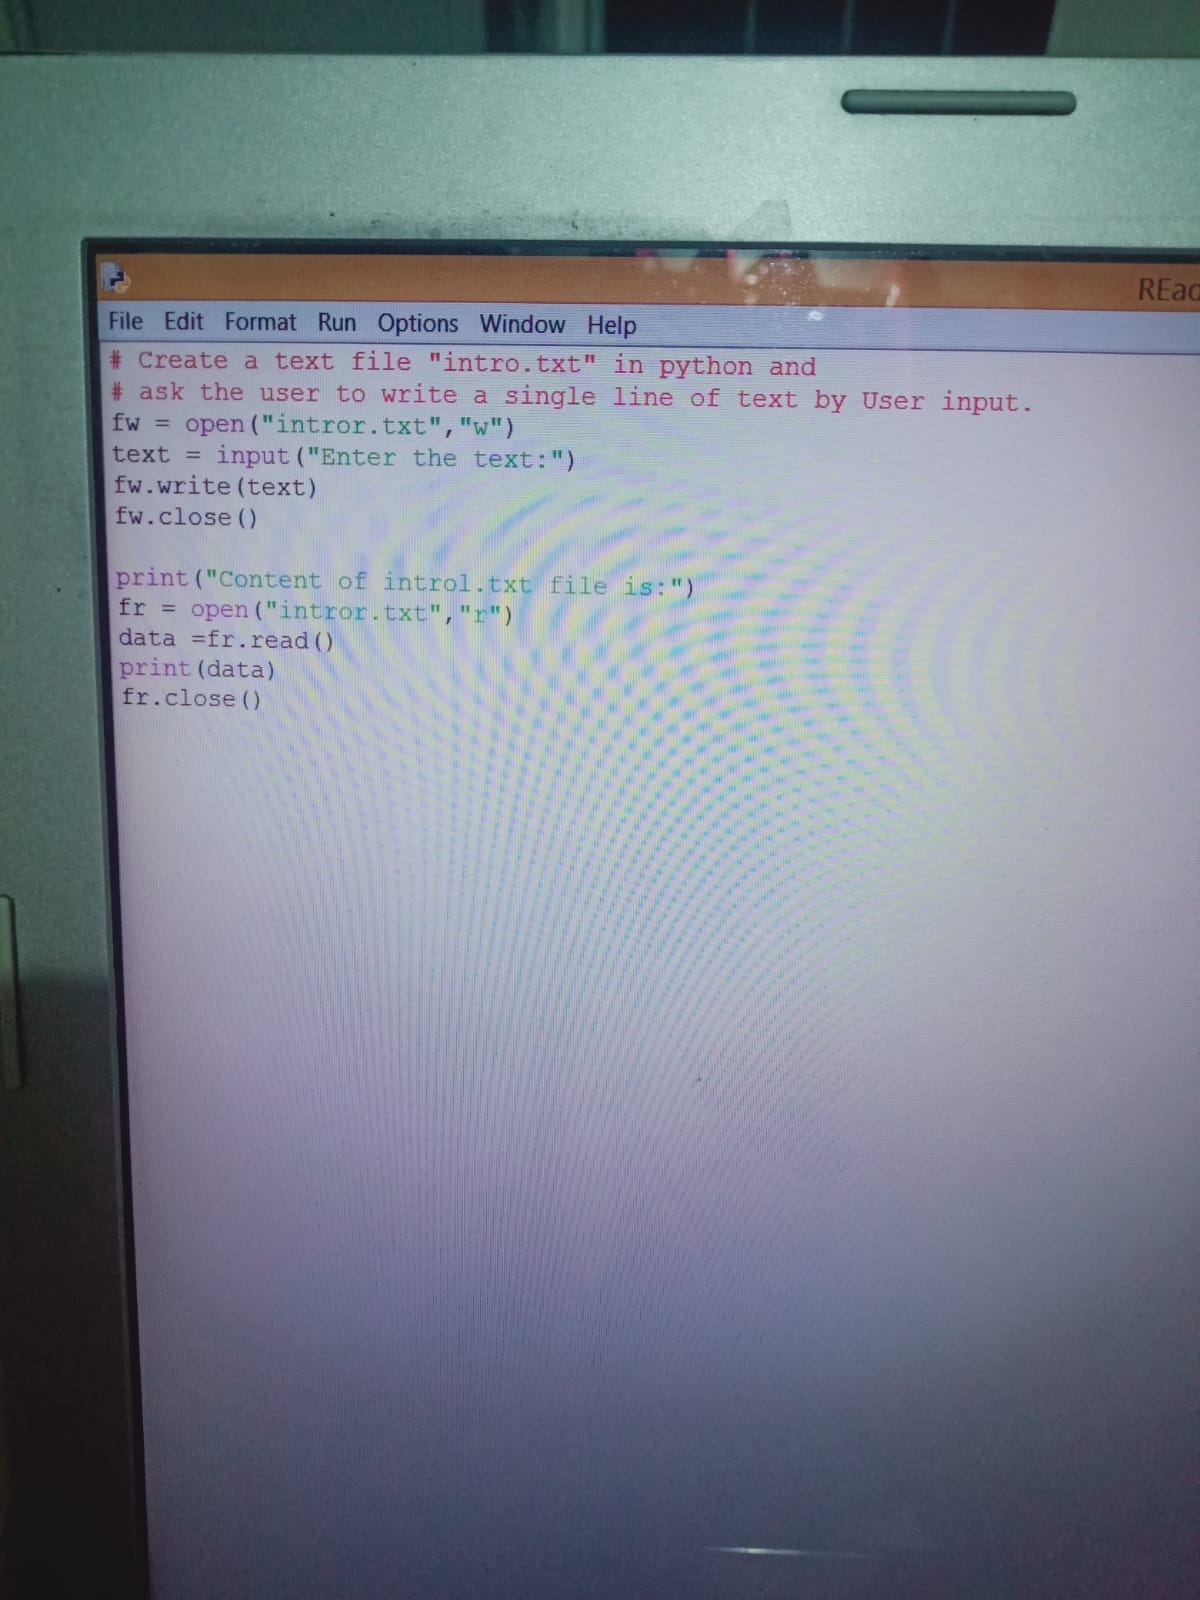 REad
File Edit Format Run Options Window Help
# Create a text file "intro.txt" in python and
# ask the user to write a single line of text by User input.
fw = open("intror.txt","w")
text = input("Enter the text:")
fw.write(text)
fw.close()
print("Content of introl.txt file is:")
fr = open("intror.txt","r")
data =fr.read()
print(data)
fr.close()